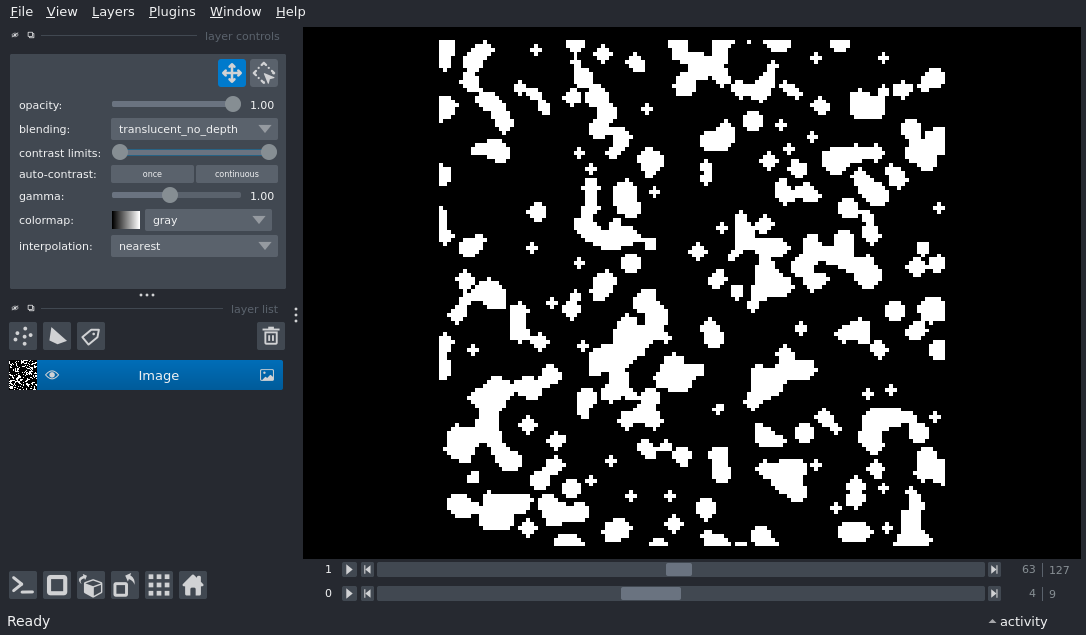 File View Layers Plugins Window Help
layer controls
opacity: 1.00
blending: translucent_no_depth
contrast limits:
auto-contrast: once continuous
gamma: 1.00
colormap: gray
interpolation: nearest
layer list
Image
1 63 127
0 4 9
Ready activity